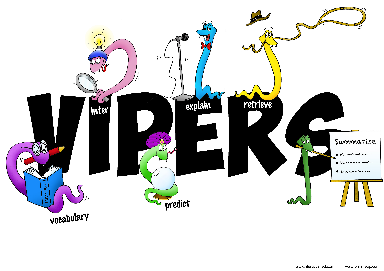 VIPERS
infer
explain
retrieve
Summarise
vocabulary
predict